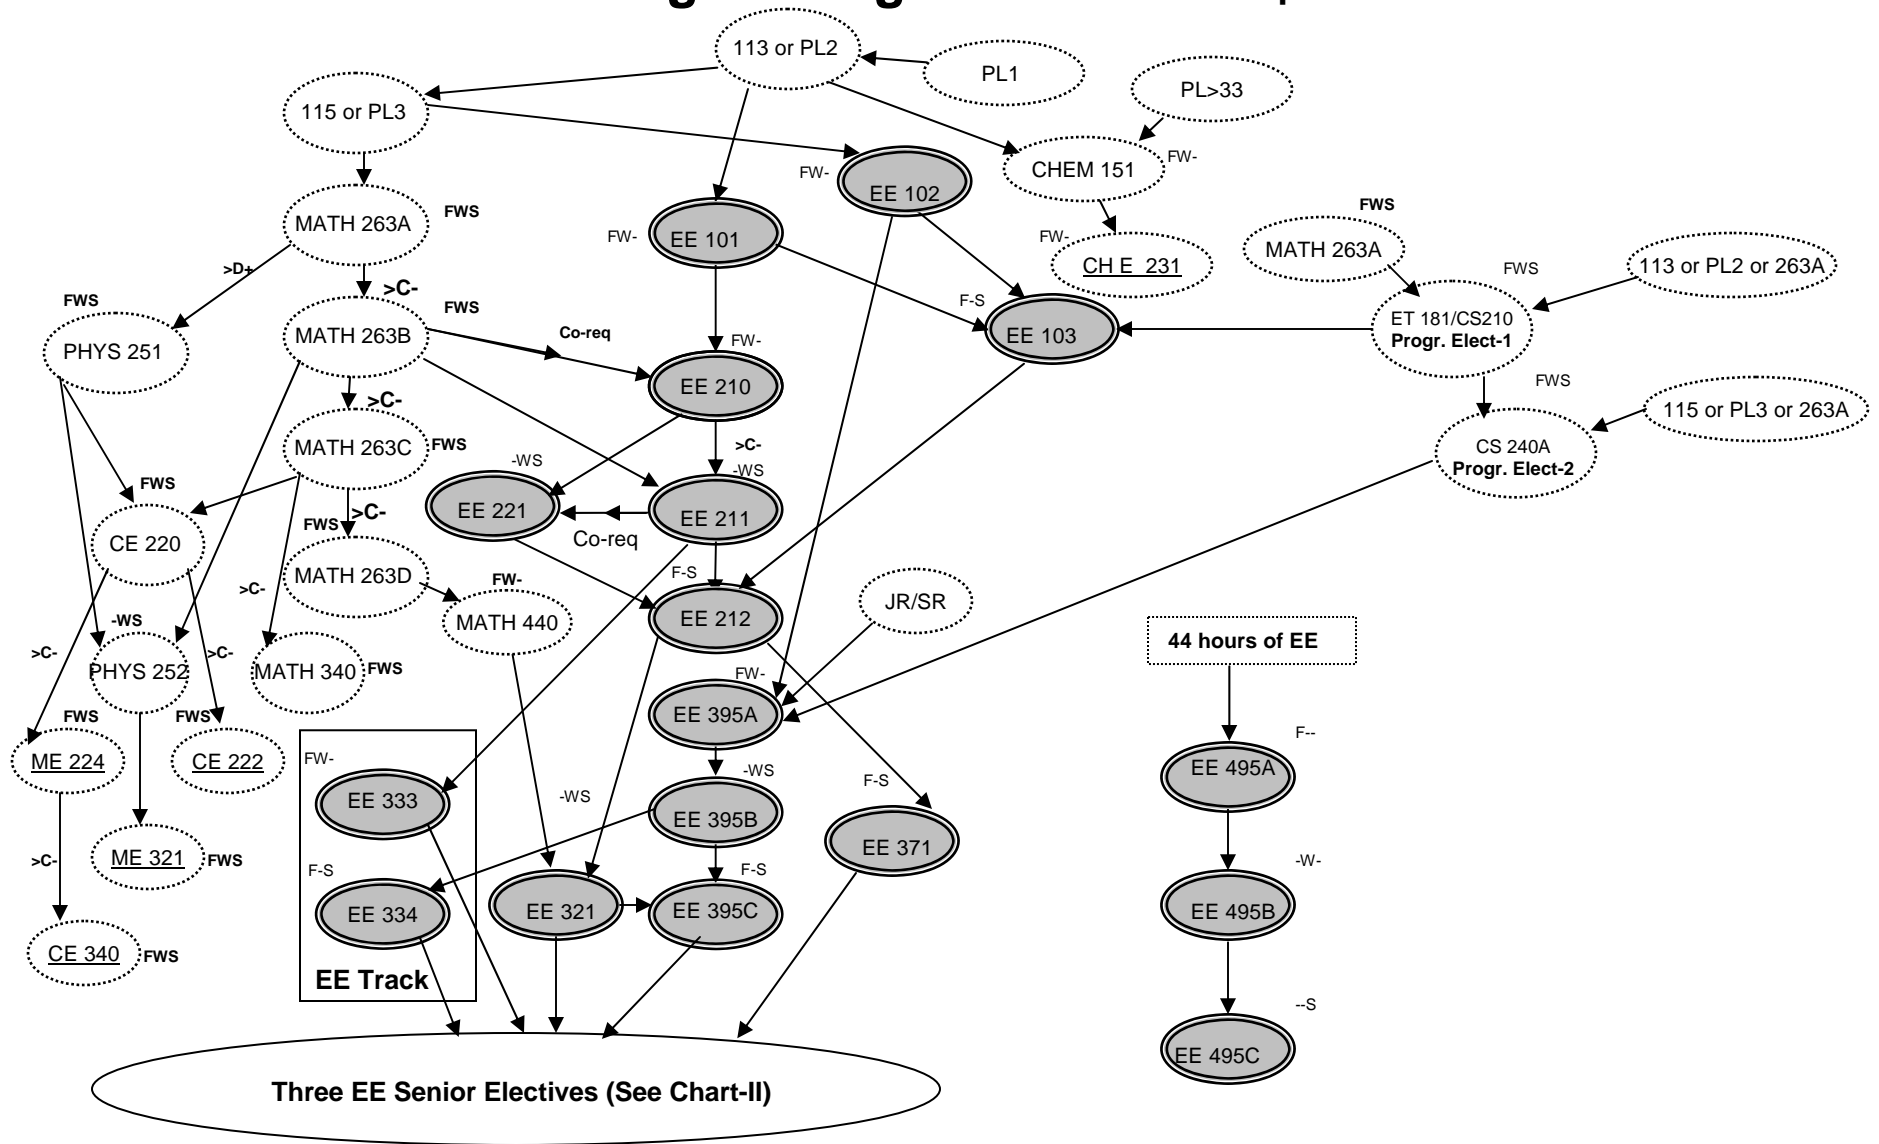 113 or PL2
PL1
PL>33
115 or PL3
FW-
EE 102
CHEM 151
FW-
MATH 263A
FWS
FW-
EE 101
FW-
CH E 231
FWS
MATH 263A
FWS
113 or PL2 or 263A
>D+
>C-
FWS
PHYS 251
MATH 263B
FWS
Co-req
FW-
EE 210
F-S
EE 103
ET 181/CS210
Progr. Elect-1
FWS
115 or PL3 or 263A
CS 240A
Progr. Elect-2
>C-
MATH 263C
FWS
>C-
-WS
-WS
EE 221
EE 211
Co-req
FWS
CE 220
FWS
>C-
MATH 263D
>C-
FW-
MATH 440
F-S
EE 212
JR/SR
44 hours of EE
-WS
PHYS 252
>C-
>C-
MATH 340
FWS
FW-
EE 395A
FWS
ME 224
FWS
CE 222
F--
EE 495A
FW-
EE 333
-WS
-WS
EE 395B
F-S
EE 371
>C-
ME 321
FWS
F-S
EE 334
EE 321
F-S
EE 395C
-W-
EE 495B
CE 340
FWS
EE Track
--S
EE 495C
Three EE Senior Electives (See Chart-II)